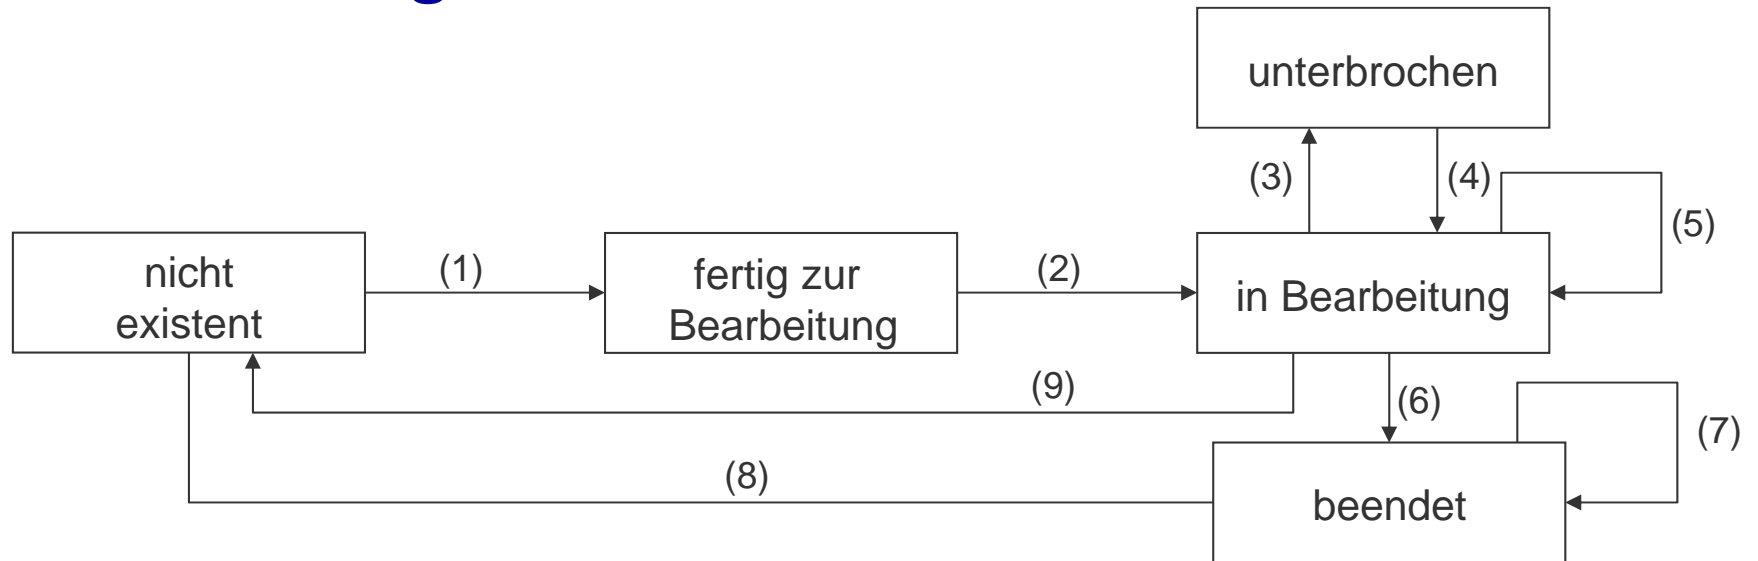 unterbrochen
(3)
(4)
(5)
nicht
existent
(1)
fertig zur
Bearbeitung
(2)
in Bearbeitung
(9)
(6)
(7)
(8)
beendet